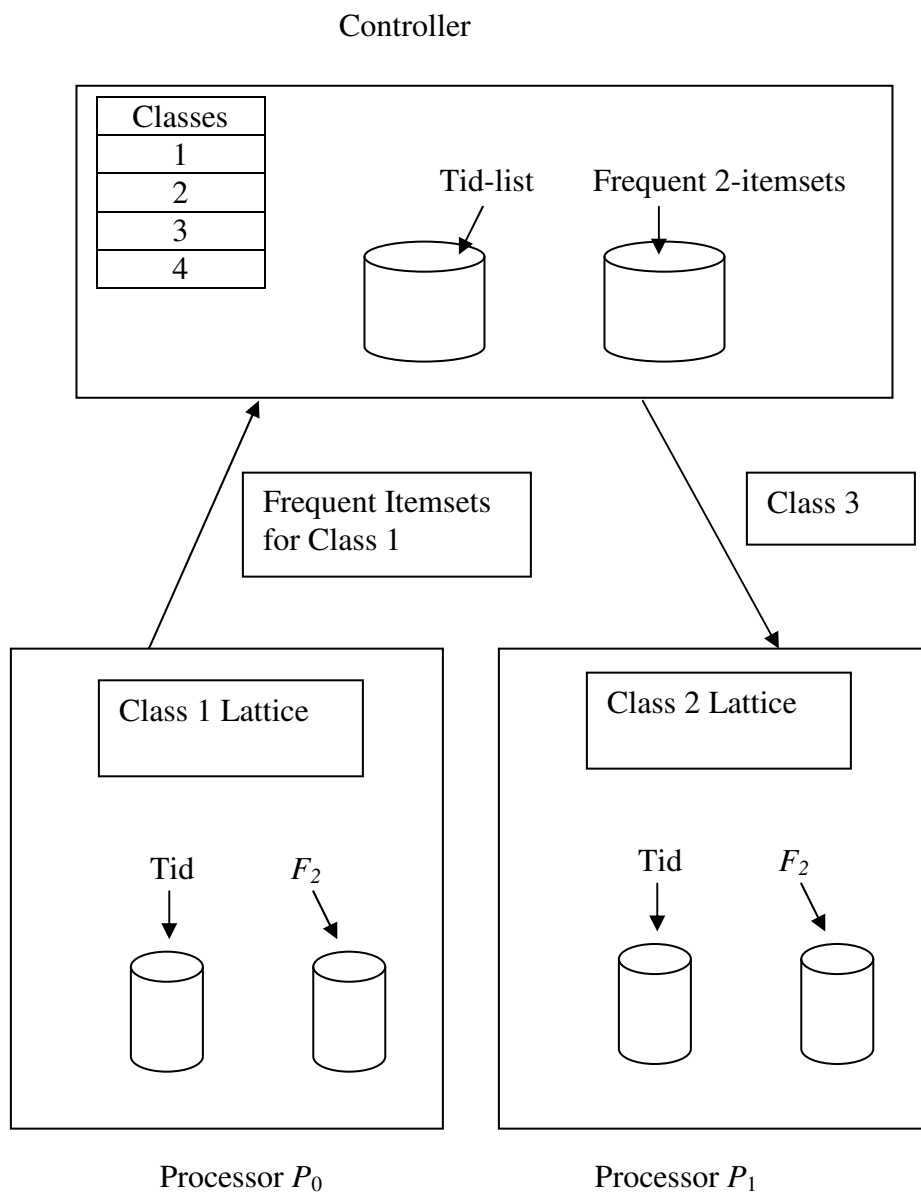 Controller
Classes
1
2
3
4
Tid-list
Frequent 2-itemsets
Frequent Itemsets
for Class 1
Class 3
Class 1 Lattice
Class 2 Lattice
Tid
F₂
Tid
F₂
Processor P₀
Processor P₁